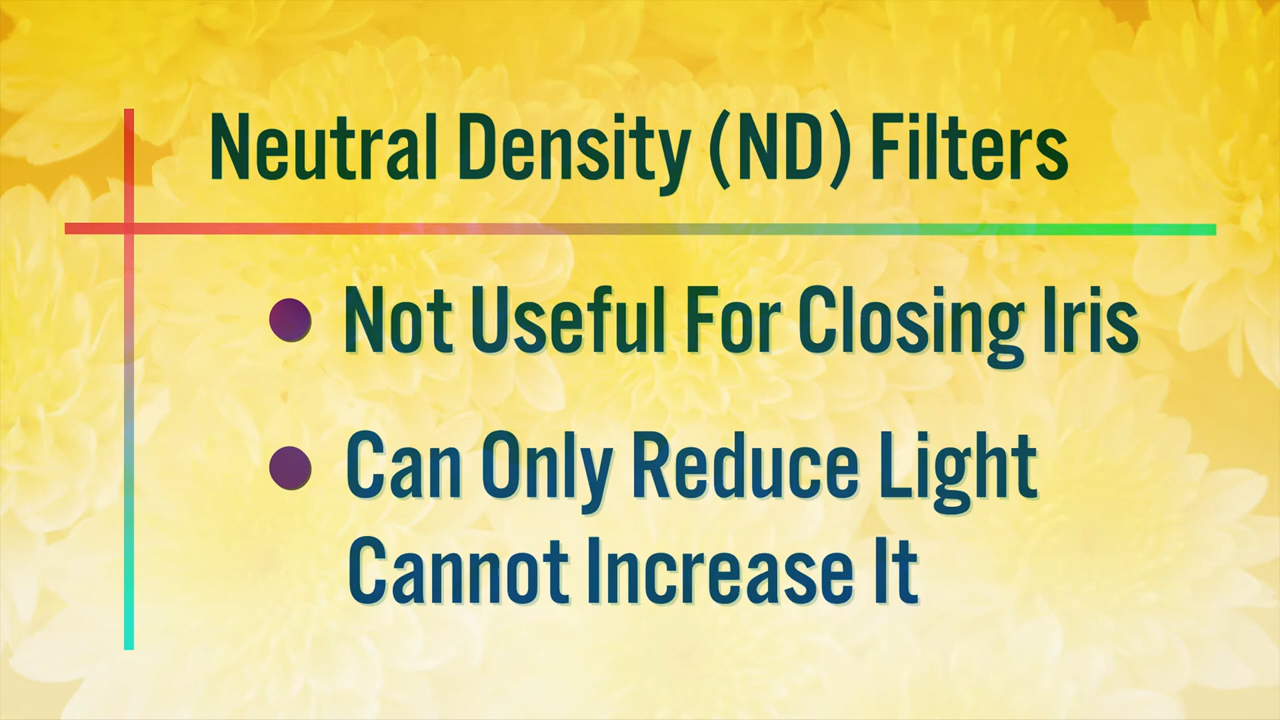 Neutral Density (ND) Filters
Not Useful For Closing Iris
Can Only Reduce Light
Cannot Increase It